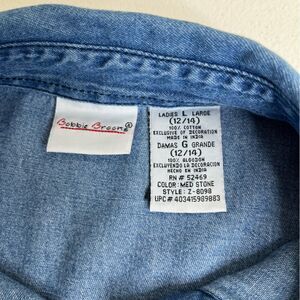 Bobbie Brooks®
LADIES L LARGE
(12/14)
100% COTTON
EXCLUSIVE OF DECORATION
MADE IN INDIA
DAMAS G GRANDE
(12/14)
100% ALGODON
EXCLUYENDO LA DECORACION
HECHO EN INDIA
RN # 52469
COLOR: MED STONE
STYLE: Z-8098
UPC# 403415989883